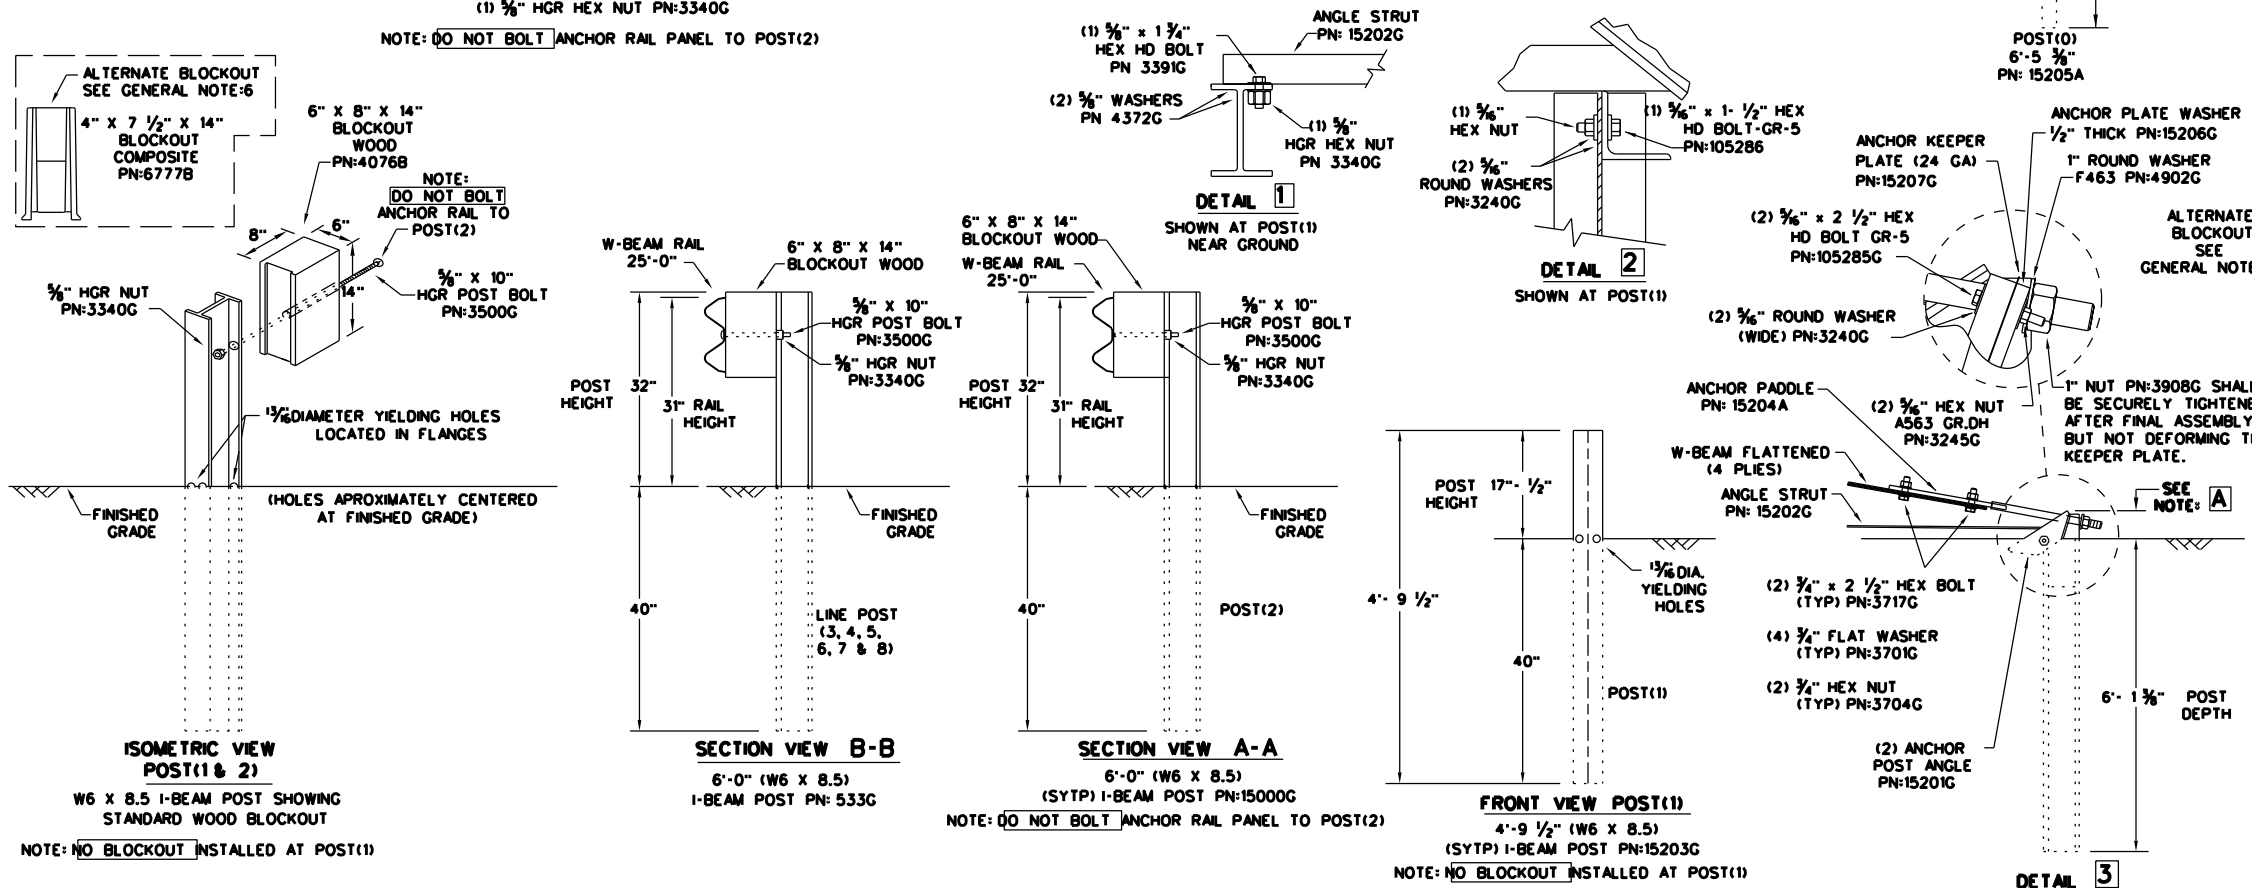 (1) 5/8" HGR HEX NUT PN:3340G
NOTE: DO NOT BOLT ANCHOR RAIL PANEL TO POST(2)
ALTERNATE BLOCKOUT
SEE GENERAL NOTE:6
4" X 7 1/2" X 14"
BLOCKOUT
COMPOSITE
PN:6777B
6" X 8" X 14"
BLOCKOUT
WOOD
PN:4076B
NOTE:
DO NOT BOLT
ANCHOR RAIL TO
POST(2)
8"
6"
14"
5/8" X 10"
HGR POST BOLT
PN:3500G
5/8" HGR NUT
PN:3340G
13/16" DIAMETER YIELDING HOLES
LOCATED IN FLANGES
(HOLES APROXIMATELY CENTERED
AT FINISHED GRADE)
FINISHED
GRADE
ISOMETRIC VIEW
POST(1 & 2)
W6 X 8.5 I-BEAM POST SHOWING
STANDARD WOOD BLOCKOUT
NOTE: NO BLOCKOUT INSTALLED AT POST(1)
W-BEAM RAIL
25'-0"
6" X 8" X 14"
BLOCKOUT WOOD
5/8" X 10"
HGR POST BOLT
PN:3500G
5/8" HGR NUT
PN:3340G
POST
HEIGHT
32"
31" RAIL
HEIGHT
FINISHED
GRADE
40"
LINE POST
(3, 4, 5,
6, 7 & 8)
SECTION VIEW B-B
6'-0" (W6 X 8.5)
I-BEAM POST PN: 533G
6" X 8" X 14"
BLOCKOUT WOOD
W-BEAM RAIL
25'-0"
5/8" X 10"
HGR POST BOLT
PN:3500G
5/8" HGR NUT
PN:3340G
POST
HEIGHT
32"
31" RAIL
HEIGHT
FINISHED
GRADE
40"
POST(2)
SECTION VIEW A-A
6'-0" (W6 X 8.5)
(SYTP) I-BEAM POST PN:15000G
NOTE: DO NOT BOLT ANCHOR RAIL PANEL TO POST(2)
(1) 5/8" x 1 3/4"
HEX HD BOLT
PN 3391G
ANGLE STRUT
PN: 15202G
(2) 5/8" WASHERS
PN 4372G
(1) 5/8"
HGR HEX NUT
PN 3340G
DETAIL 1
SHOWN AT POST(1)
NEAR GROUND
(1) 5/16"
HEX NUT
(1) 5/16" x 1- 1/2" HEX
HD BOLT-GR-5
PN:105286
(2) 5/16"
ROUND WASHERS
PN:3240G
DETAIL 2
SHOWN AT POST(1)
POST
HEIGHT
17"- 1/2"
4'- 9 1/2"
40"
13/16" DIA.
YIELDING
HOLES
POST(1)
FRONT VIEW POST(1)
4'-9 1/2" (W6 X 8.5)
(SYTP) I-BEAM POST PN:15203G
NOTE: NO BLOCKOUT INSTALLED AT POST(1)
POST(0)
6'-5 3/8"
PN: 15205A
ANCHOR PLATE WASHER
1/2" THICK PN:15206G
ANCHOR KEEPER
PLATE (24 GA)
PN:15207G
1" ROUND WASHER
F463 PN:4902G
(2) 5/16" x 2 1/2" HEX
HD BOLT GR-5
PN:105285G
ALTERNATE
BLOCKOUT
SEE
GENERAL NOTE
(2) 5/16" ROUND WASHER
(WIDE) PN:3240G
ANCHOR PADDLE
PN: 15204A
(2) 5/16" HEX NUT
A563 GR.DH
PN:3245G
1" NUT PN:3908G
BE SECURELY
AFTER FINAL ASSEMBLY
BUT NOT DEFORMING
KEEPER PLATE.
W-BEAM FLATTENED
(4 PLIES)
ANGLE STRUT
PN: 15202G
SEE
NOTE: A
(2) 3/4" x 2 1/2" HEX BOLT
(TYP) PN:3717G
(4) 3/4" FLAT WASHER
(TYP) PN:3701G
(2) 3/4" HEX NUT
(TYP) PN:3704G
6'- 1 3/8" POST
DEPTH
(2) ANCHOR
POST ANGLE
PN:15201G
DETAIL 3